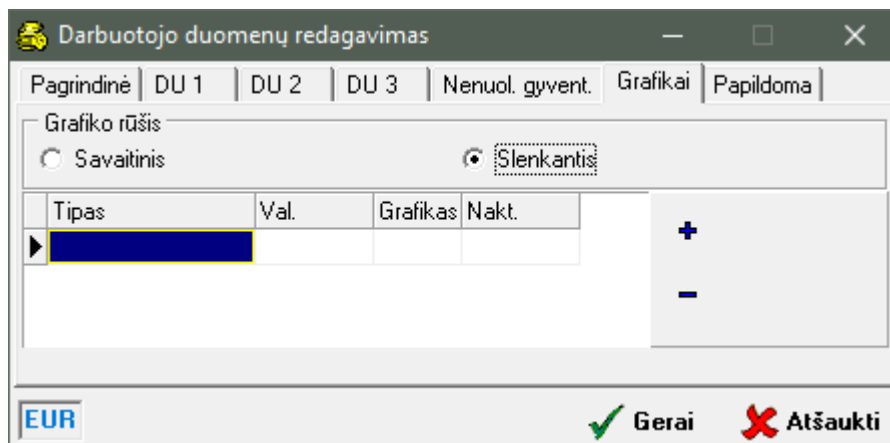 Darbuotojo duomenų redagavimas
Pagrindinė DU 1 DU 2 DU 3 Nenuol. gyvent. Grafikai Papildoma
Grafiko rūšis
Savaitinis Slenkantis
Tipas Val. Grafikas Nakt.
EUR Gerai Atšaukti